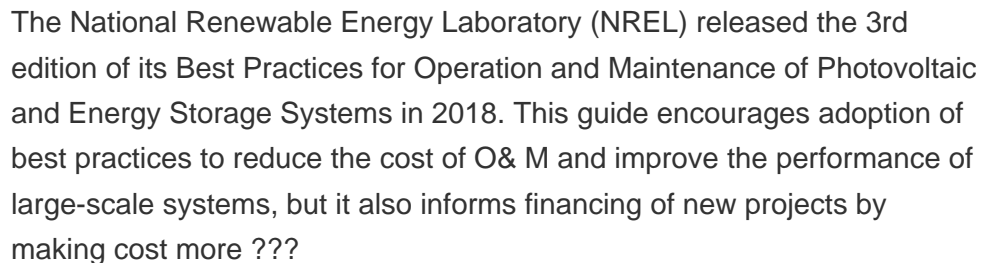 The National Renewable Energy Laboratory (NREL) released the 3rd
edition of its Best Practices for Operation and Maintenance of Photovoltaic
and Energy Storage Systems in 2018. This guide encourages adoption of
best practices to reduce the cost of O& M and improve the performance of
large-scale systems, but it also informs financing of new projects by
making cost more ???